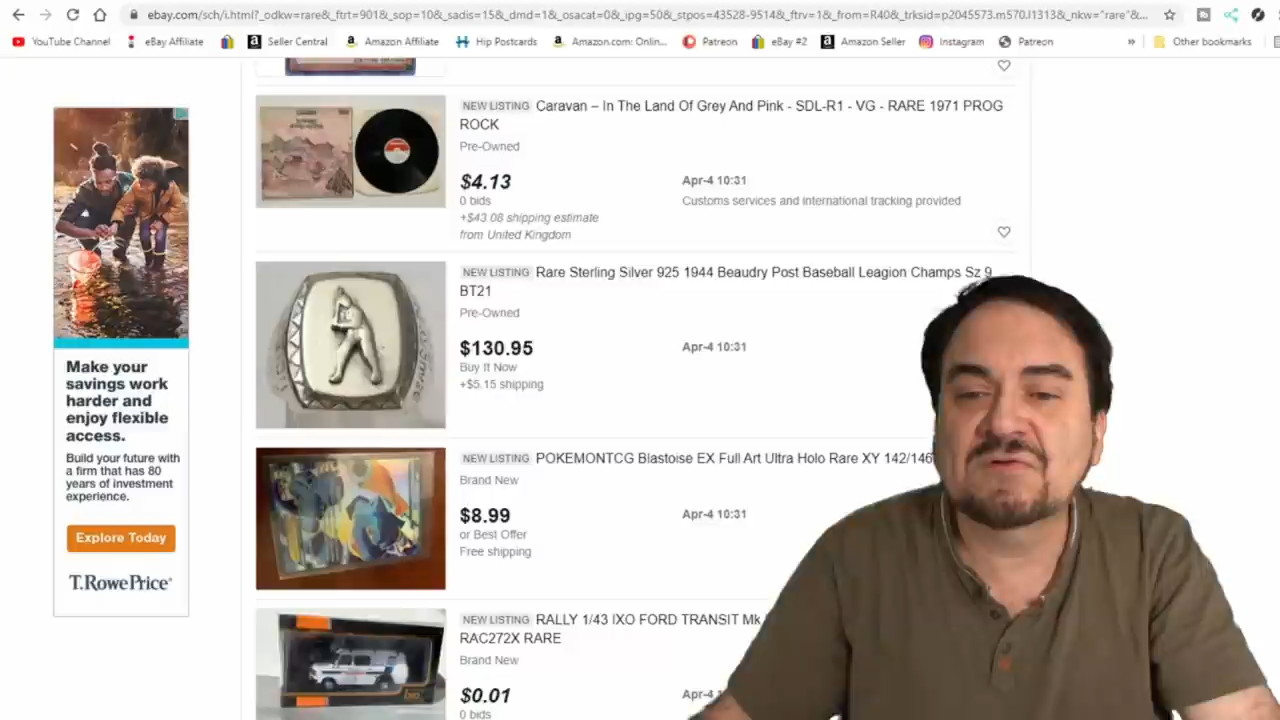 ebay.com/sch/i.html?_odkw=rare&_ftrt=901&_sop=10&_sadis=15&_dmd=1&_osacat=0&_ipg=50&_stpos=43528-9514&_ftrv=1&_from=R40&_trksid=p2045573.m570.l1313&_nkw="rare"&...
YouTube Channel eBay Affiliate Seller Central Amazon Affiliate Hip Postcards Amazon.com: Onlin... Patreon eBay #2 Amazon Seller Instagram Patreon » Other bookmarks
NEW LISTING Caravan – In The Land Of Grey And Pink - SDL-R1 - VG - RARE 1971 PROG
ROCK
Pre-Owned
$4.13 Apr-4 10:31
0 bids Customs services and international tracking provided
+$43.08 shipping estimate
from United Kingdom
NEW LISTING Rare Sterling Silver 925 1944 Beaudry Post Baseball Leagion Champs Sz 9
BT21
Pre-Owned
$130.95 Apr-4 10:31
Buy It Now
+$5.15 shipping
NEW LISTING POKEMONTCG Blastoise EX Full Art Ultra Holo Rare XY 142/146
Brand New
$8.99 Apr-4 10:31
or Best Offer
Free shipping
NEW LISTING RALLY 1/43 IXO FORD TRANSIT Mk
RAC272X RARE
Brand New
$0.01 Apr-4
0 bids
Make your
savings work
harder and
enjoy flexible
access.
Build your future with
a firm that has 80
years of investment
experience.
Explore Today
T.RowePrice